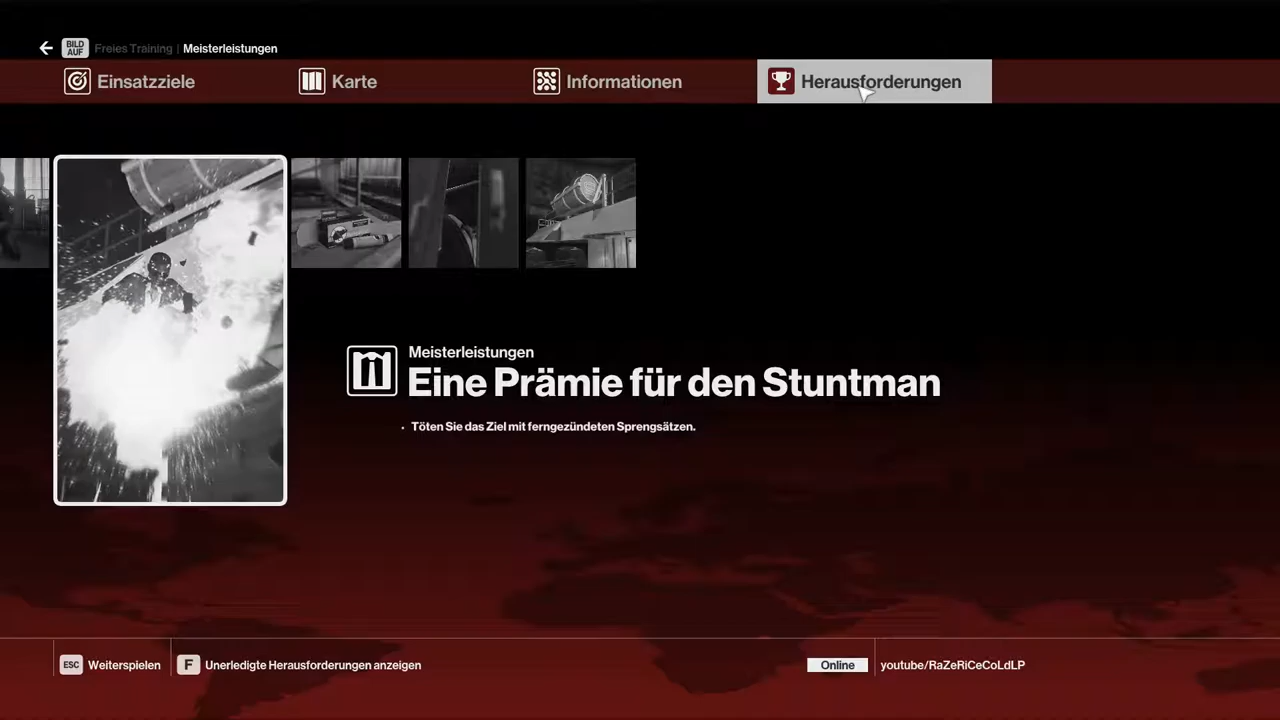 BILD AUF Freies Training | Meisterleistungen
Einsatzziele Karte Informationen Herausforderungen
Meisterleistungen
Eine Prämie für den Stuntman
· Töten Sie das Ziel mit ferngezündeten Sprengsätzen.
ESC Weiterspielen F Unerledigte Herausforderungen anzeigen Online youtube/RaZeRiCeCoLdLP